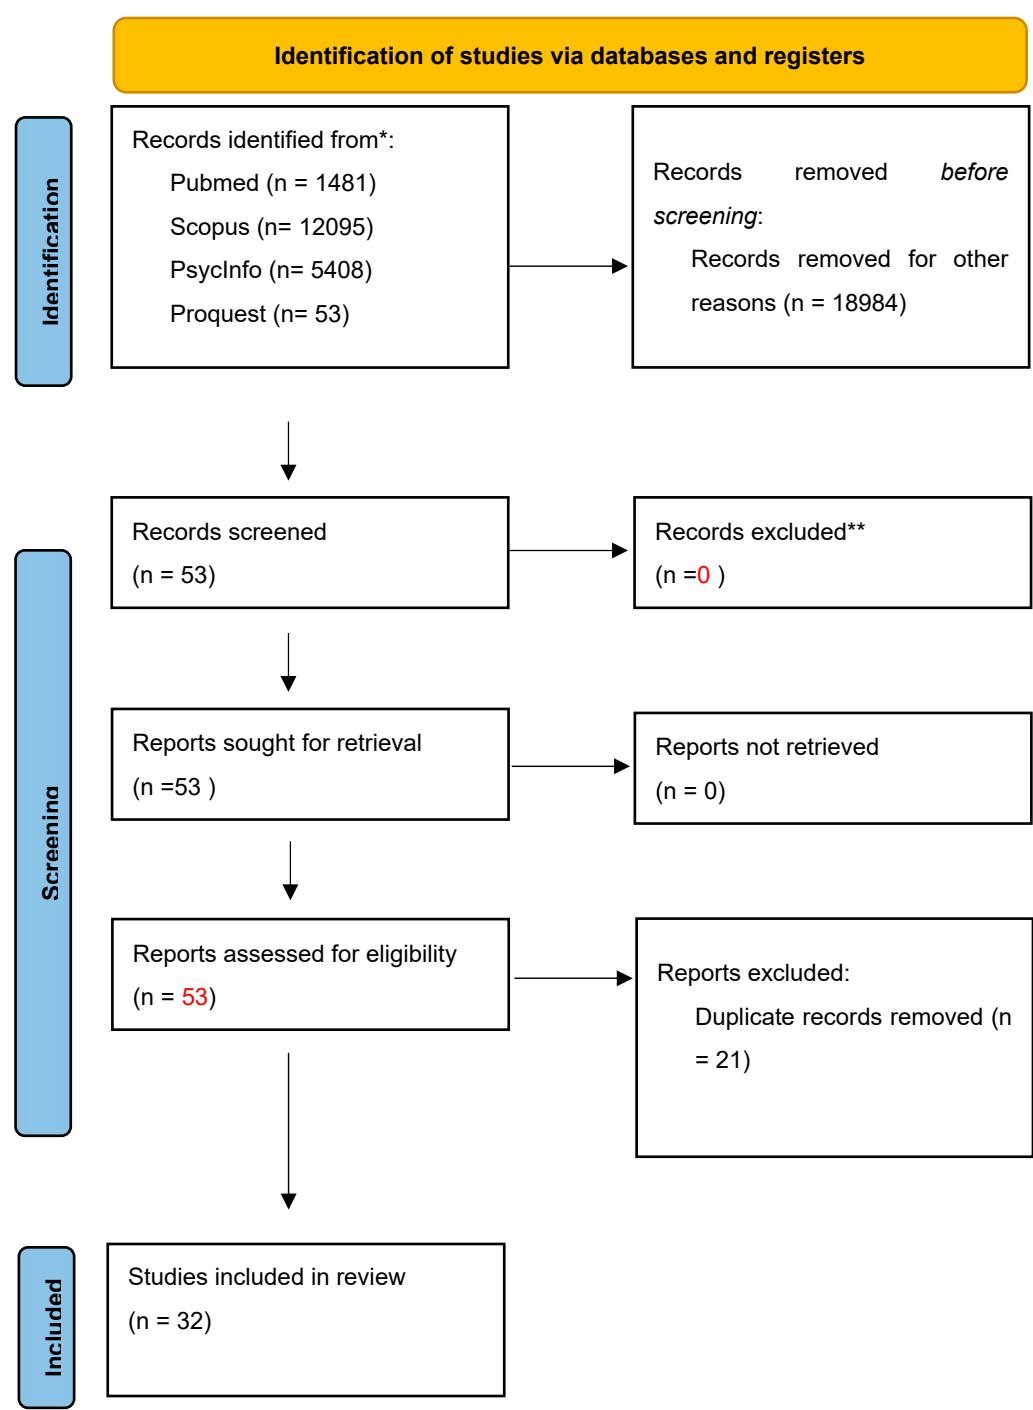 Identification of studies via databases and registers
Identification
Records identified from*:
Pubmed (n = 1481)
Scopus (n= 12095)
PsycInfo (n= 5408)
Proquest (n= 53)
Records removed before
screening:
Records removed for other
reasons (n = 18984)
Screening
Records screened
(n = 53)
Records excluded**
(n =0 )
Reports sought for retrieval
(n =53 )
Reports not retrieved
(n = 0)
Reports assessed for eligibility
(n = 53)
Reports excluded:
Duplicate records removed (n
= 21)
Included
Studies included in review
(n = 32)